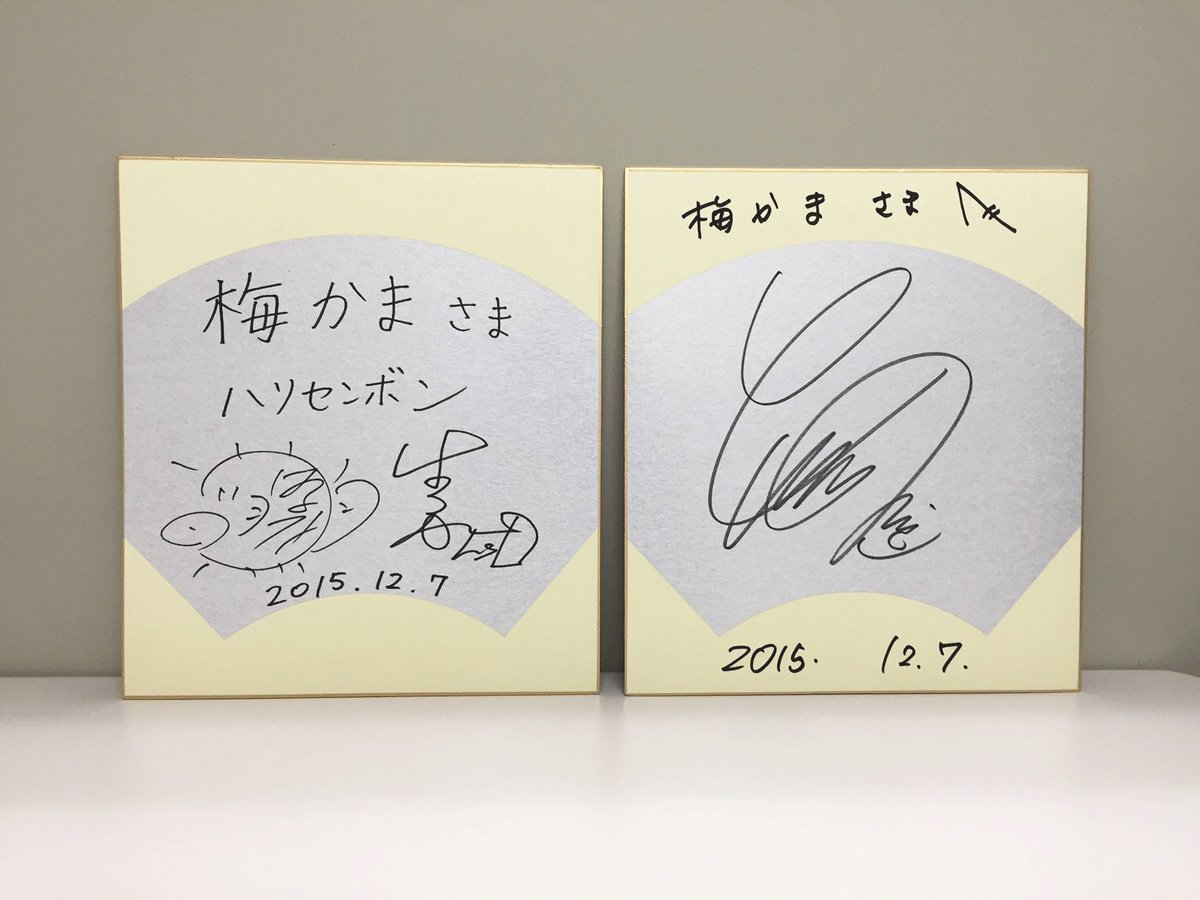 梅かま さま
ハリセンボン
2015.12.7
梅かま さま
2015. 12.7.